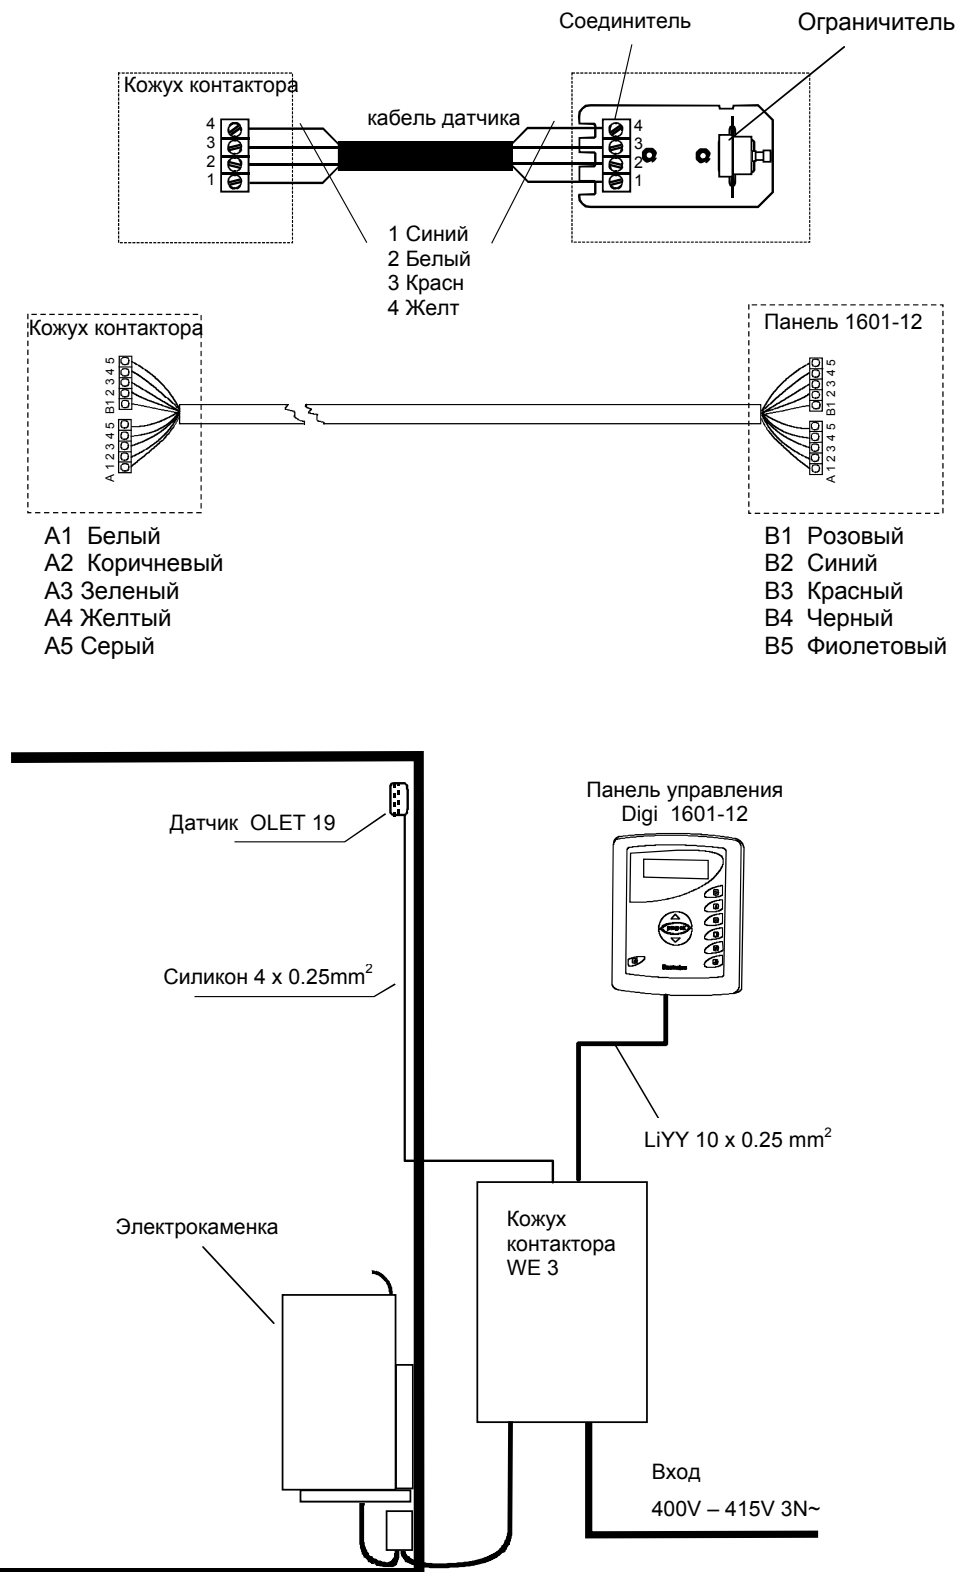 Соединитель
Ограничитель
Кожух контактора
кабель датчика
4
3
2
1
4
3
2
1
1 Синий
2 Белый
3 Красн
4 Желт
Кожух контактора
Панель 1601-12
B1 2 3 4 5
A 1 2 3 4 5
B1 2 3 4 5
A 1 2 3 4 5
A1 Белый
A2 Коричневый
A3 Зеленый
A4 Желтый
A5 Серый
B1 Розовый
B2 Синий
B3 Красный
B4 Черный
B5 Фиолетовый
Панель управления
Digi 1601-12
Датчик OLET 19
Силикон 4 x 0.25mm²
LiYY 10 x 0.25 mm²
Кожух
контактора
WE 3
Электрокаменка
Вход
400V – 415V 3N~